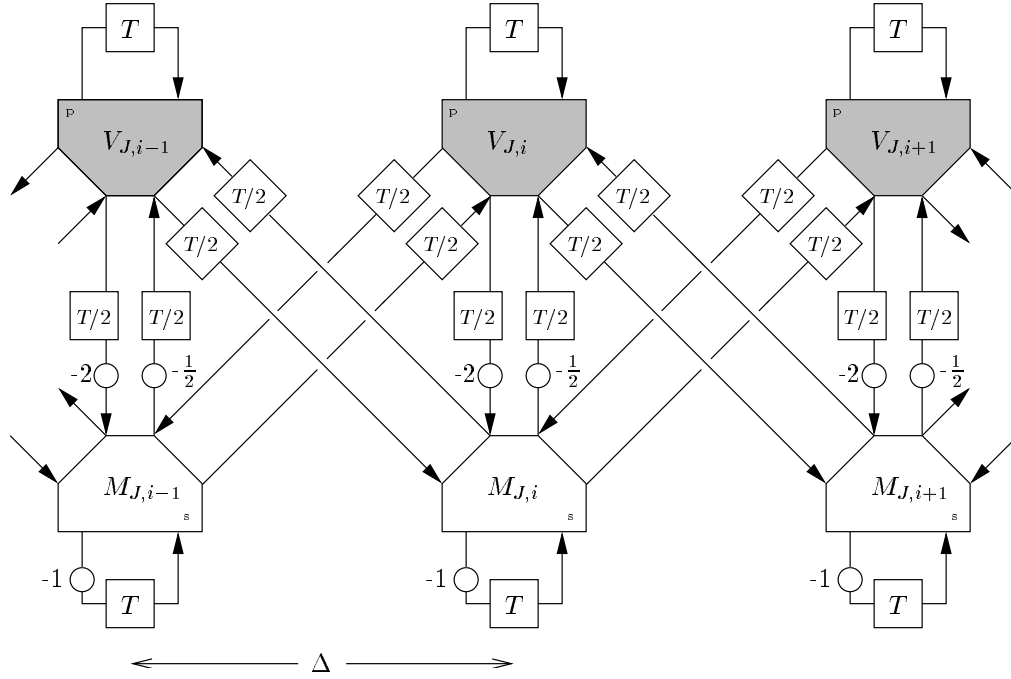 T T T
p p p
V_{J,i−1} V_{J,i} V_{J,i+1}
T/2 T/2 T/2 T/2
T/2 T/2 T/2 T/2
T/2 T/2 T/2 T/2 T/2 T/2
-2 -1/2 -2 -1/2 -2 -1/2
M_{J,i−1} M_{J,i} M_{J,i+1}
s s s
-1 -1 -1
T T T
Δ